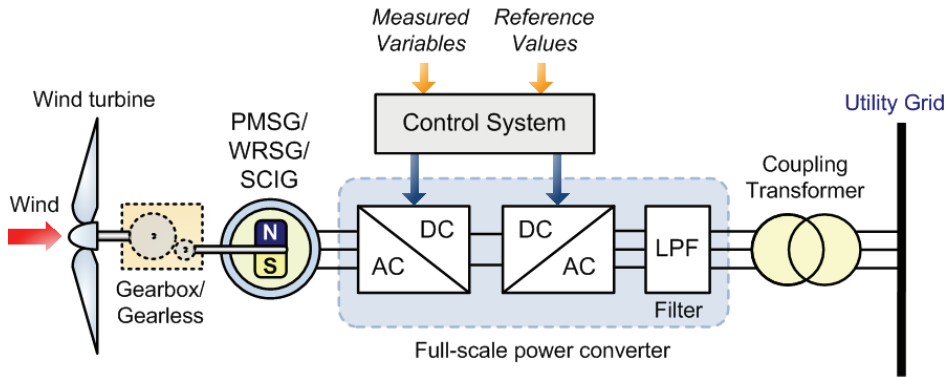 Measured
Variables
Reference
Values
Wind turbine
Control System
Utility Grid
PMSG/
WRSG/
SCIG
Coupling
Transformer
Wind
N
S
DC
AC
DC
AC
LPF
Gearbox/
Gearless
Filter
Full-scale power converter